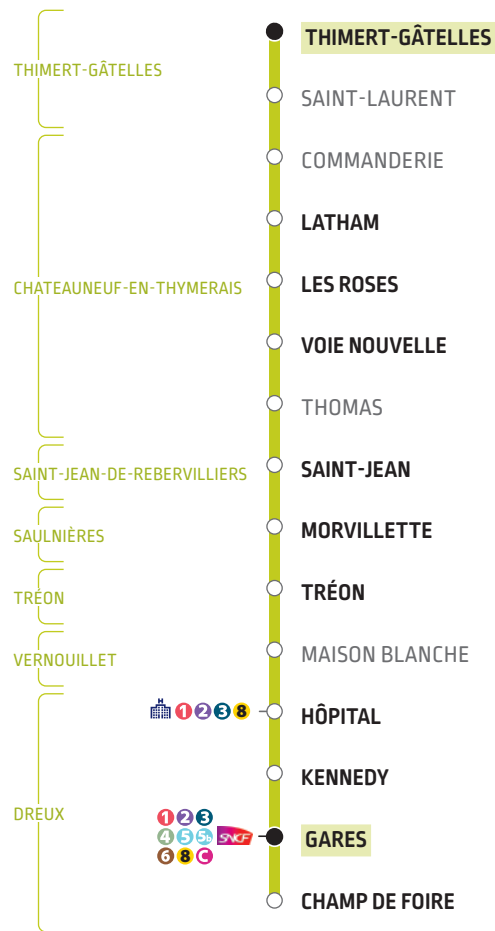 THIMERT-GÂTELLES
THIMERT-GÂTELLES
SAINT-LAURENT
COMMANDERIE
LATHAM
CHATEAUNEUF-EN-THYMERAIS
LES ROSES
VOIE NOUVELLE
THOMAS
SAINT-JEAN-DE-REBERVILLIERS
SAINT-JEAN
SAULNIÈRES
MORVILLETTE
TRÉON
TRÉON
VERNOUILLET
MAISON BLANCHE
H 1 2 3 8
HÔPITAL
KENNEDY
DREUX
1 2 3
4 5 5b SNCF
6 8 C
GARES
CHAMP DE FOIRE